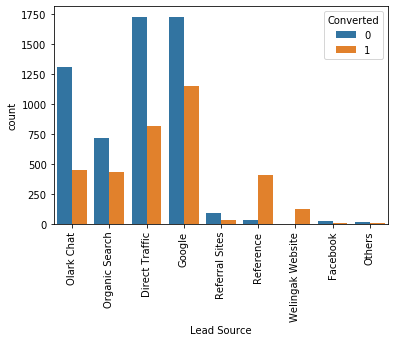 Converted
0
1
1750
1500
1250
1000
750
500
250
0
count
Olark Chat
Organic Search
Direct Traffic
Google
Referral Sites
Reference
Welingak Website
Facebook
Others
Lead Source